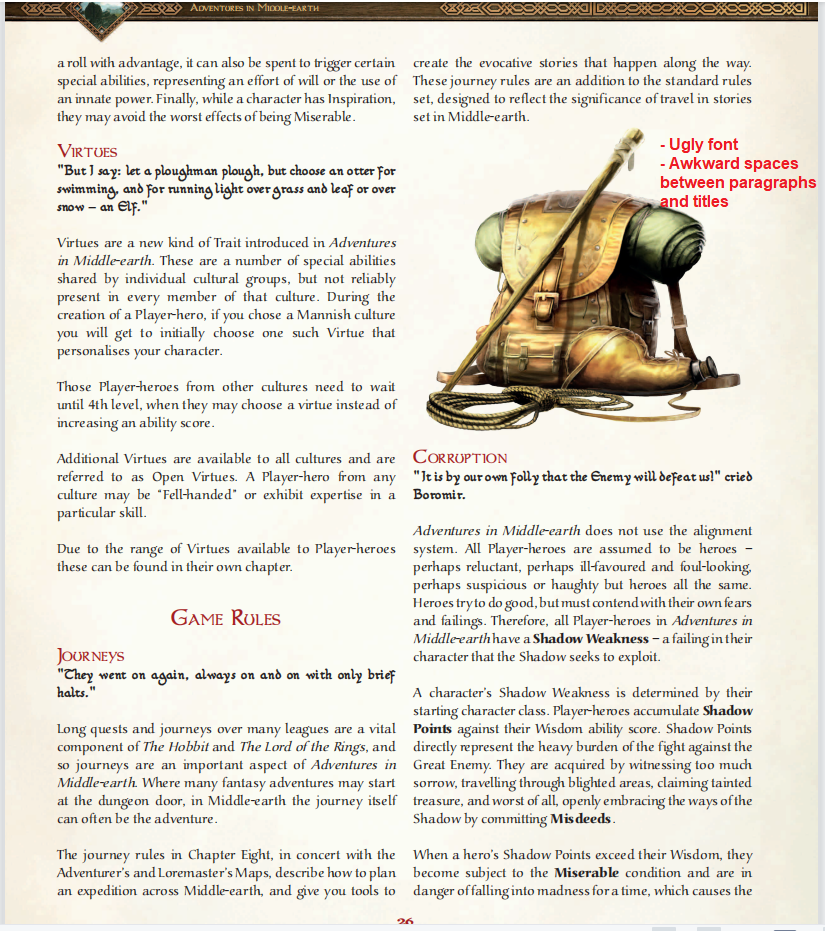 Adventures in Middle-earth
a roll with advantage, it can also be spent to trigger certain
special abilities, representing an effort of will or the use of
an innate power. Finally, while a character has Inspiration,
they may avoid the worst effects of being Miserable.
Virtues
"But I say: let a ploughman plough, but choose an otter for
swimming, and for running light over grass and leaf or over
snow – an Elf."
Virtues are a new kind of Trait introduced in Adventures
in Middle-earth. These are a number of special abilities
shared by individual cultural groups, but not reliably
present in every member of that culture. During the
creation of a Player-hero, if you chose a Mannish culture
you will get to initially choose one such Virtue that
personalises your character.
Those Player-heroes from other cultures need to wait
until 4th level, when they may choose a virtue instead of
increasing an ability score.
Additional Virtues are available to all cultures and are
referred to as Open Virtues. A Player-hero from any
culture may be "Fell-handed" or exhibit expertise in a
particular skill.
Due to the range of Virtues available to Player-heroes
these can be found in their own chapter.
Game Rules
Journeys
"They went on again, always on and on with only brief
halts."
Long quests and journeys over many leagues are a vital
component of The Hobbit and The Lord of the Rings, and
so journeys are an important aspect of Adventures in
Middle-earth. Where many fantasy adventures may start
at the dungeon door, in Middle-earth the journey itself
can often be the adventure.
The journey rules in Chapter Eight, in concert with the
Adventurer's and Loremaster's Maps, describe how to plan
an expedition across Middle-earth, and give you tools to
create the evocative stories that happen along the way.
These journey rules are an addition to the standard rules
set, designed to reflect the significance of travel in stories
set in Middle-earth.
- Ugly font
- Awkward spaces
between paragraphs
and titles
Corruption
"It is by our own folly that the Enemy will defeat us!" cried
Boromir.
Adventures in Middle-earth does not use the alignment
system. All Player-heroes are assumed to be heroes –
perhaps reluctant, perhaps ill-favoured and foul-looking,
perhaps suspicious or haughty but heroes all the same.
Heroes try to do good, but must contend with their own fears
and failings. Therefore, all Player-heroes in Adventures in
Middle-earth have a Shadow Weakness – a failing in their
character that the Shadow seeks to exploit.
A character's Shadow Weakness is determined by their
starting character class. Player-heroes accumulate Shadow
Points against their Wisdom ability score. Shadow Points
directly represent the heavy burden of the fight against the
Great Enemy. They are acquired by witnessing too much
sorrow, travelling through blighted areas, claiming tainted
treasure, and worst of all, openly embracing the ways of the
Shadow by committing Misdeeds.
When a hero's Shadow Points exceed their Wisdom, they
become subject to the Miserable condition and are in
danger of falling into madness for a time, which causes the
26